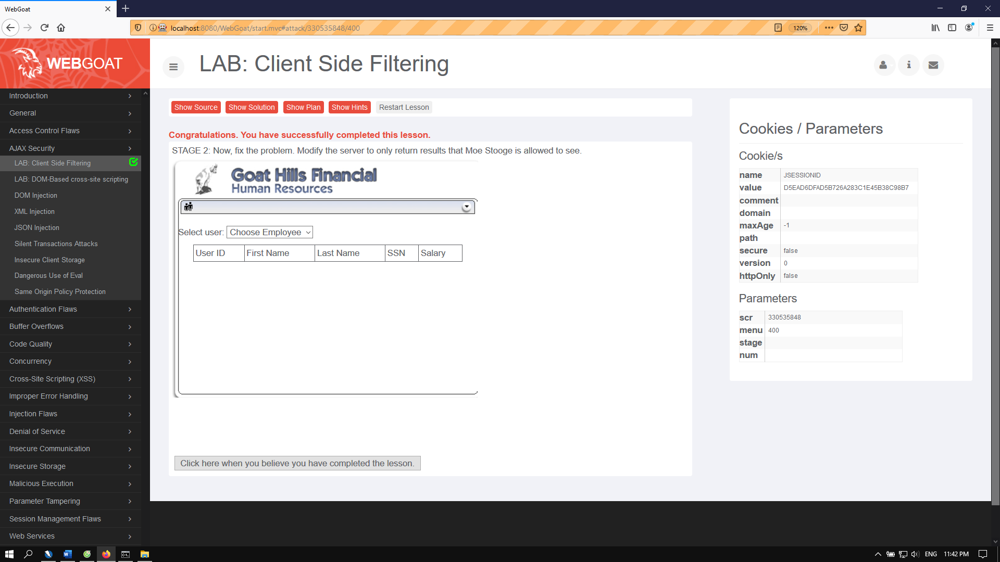 WebGoat
localhost:8080/WebGoat/start.mvc#attack/330535848/400
120%
WEBGOAT
LAB: Client Side Filtering
Introduction
General
Access Control Flaws
AJAX Security
LAB: Client Side Filtering
LAB: DOM-Based cross-site scripting
DOM Injection
XML Injection
JSON Injection
Silent Transactions Attacks
Insecure Client Storage
Dangerous Use of Eval
Same Origin Policy Protection
Authentication Flaws
Buffer Overflows
Code Quality
Concurrency
Cross-Site Scripting (XSS)
Improper Error Handling
Injection Flaws
Denial of Service
Insecure Communication
Insecure Storage
Malicious Execution
Parameter Tampering
Session Management Flaws
Web Services
Show Source Show Solution Show Plan Show Hints Restart Lesson
Congratulations. You have successfully completed this lesson.
STAGE 2: Now, fix the problem. Modify the server to only return results that Moe Stooge is allowed to see.
Goat Hills Financial
Human Resources
Select user: Choose Employee
User ID First Name Last Name SSN Salary
Click here when you believe you have completed the lesson.
Cookies / Parameters
Cookie/s
name JSESSIONID
value D5EAD6DFAD5B726A283C1E45B38C98B7
comment
domain
maxAge -1
path
secure false
version 0
httpOnly false
Parameters
scr 330535848
menu 400
stage
num
ENG 11:42 PM